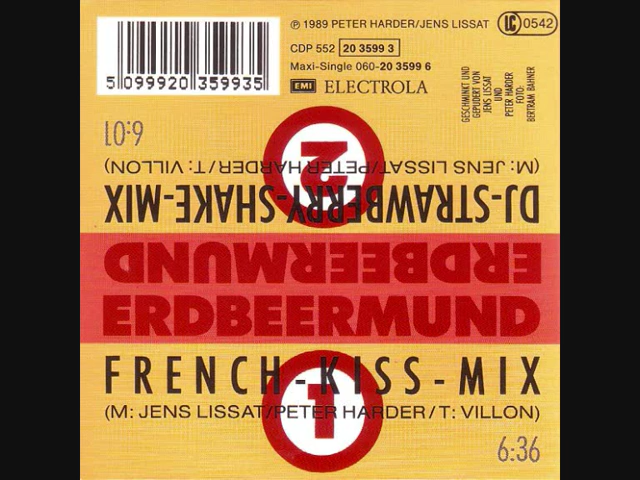 ℗ 1989 PETER HARDER/JENS LISSAT
LC 0542
CDP 552 20 3599 3
Maxi-Single 060-20 3599 6
EMI ELECTROLA
5 099920 359935
GESCHMINKT UND
GEPUDERT VON
JENS LISSAT
UND
PETER HARDER
FOTO:
BERTRAM BAHNER
ERDBEERMUND
2
DJ-STRAWBERRY-SHAKE-MIX
(M: JENS LISSAT/PETER HARDER/T: VILLON)
6:01
ERDBEERMUND
FRENCH-KISS-MIX
1
(M: JENS LISSAT/PETER HARDER/T: VILLON)
6:36